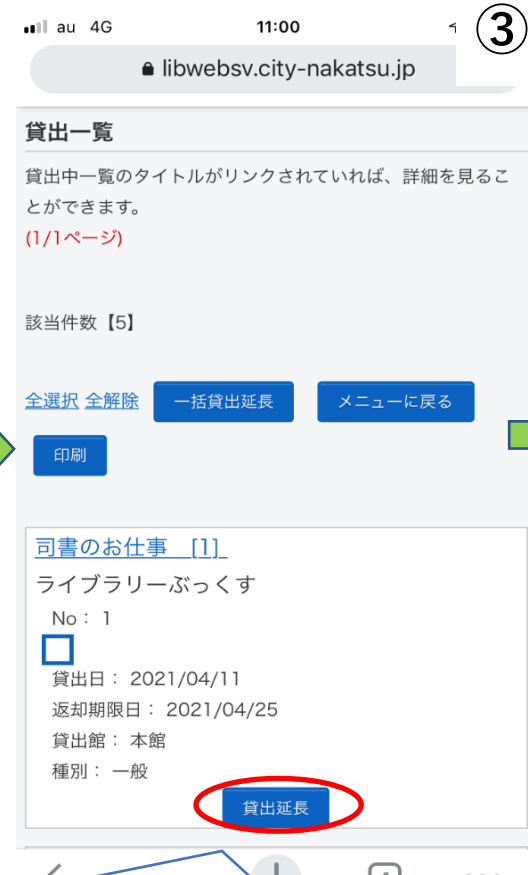 au 4G 11:00
③
libwebsv.city-nakatsu.jp
貸出一覧
貸出中一覧のタイトルがリンクされていれば、詳細を見るこ
とができます。
(1/1ページ)
該当件数【5】
全選択 全解除 一括貸出延長 メニューに戻る
印刷
司書のお仕事 [1]
ライブラリーぶっくす
No： 1
貸出日： 2021/04/11
返却期限日： 2021/04/25
貸出館： 本館
種別： 一般
貸出延長